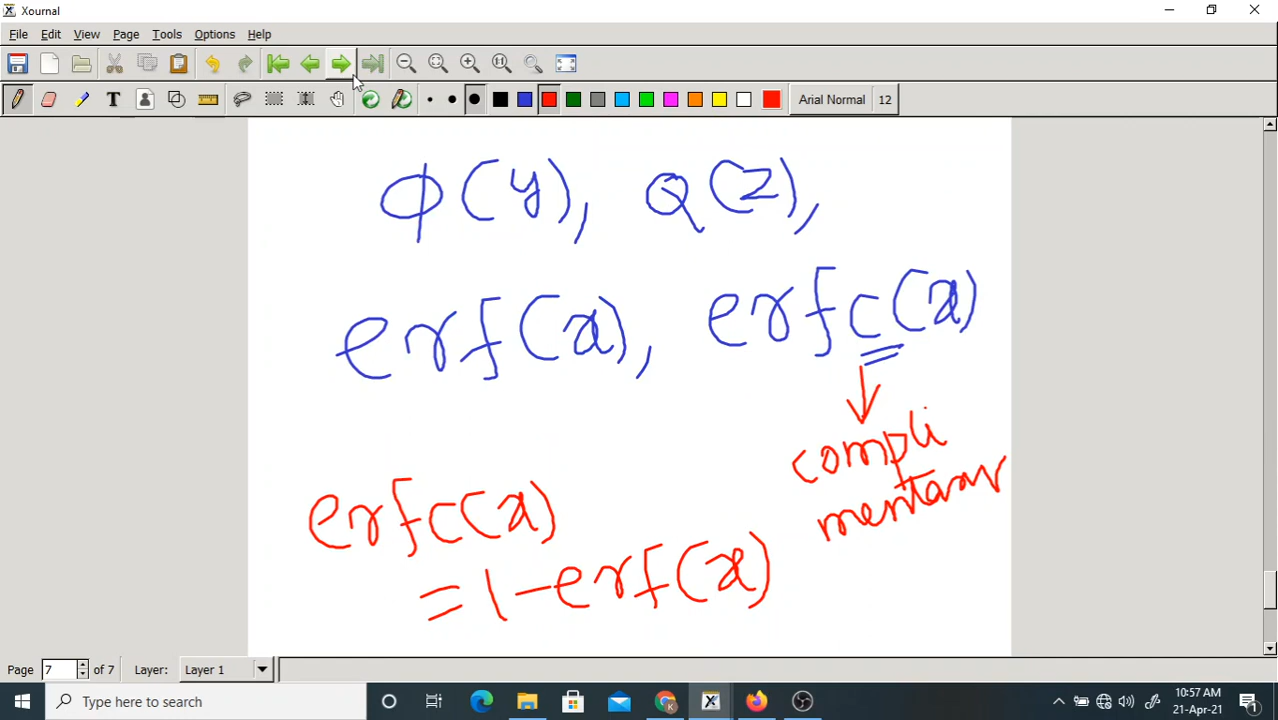 Xournal
File Edit View Page Tools Options Help
Arial Normal 12
φ(y), Q(z),
erf(x), erfc(x)
compli
mentary
erfc(x)
= 1-erf(x)
Page 7 of 7 Layer: Layer 1
Type here to search
10:57 AM
21-Apr-21